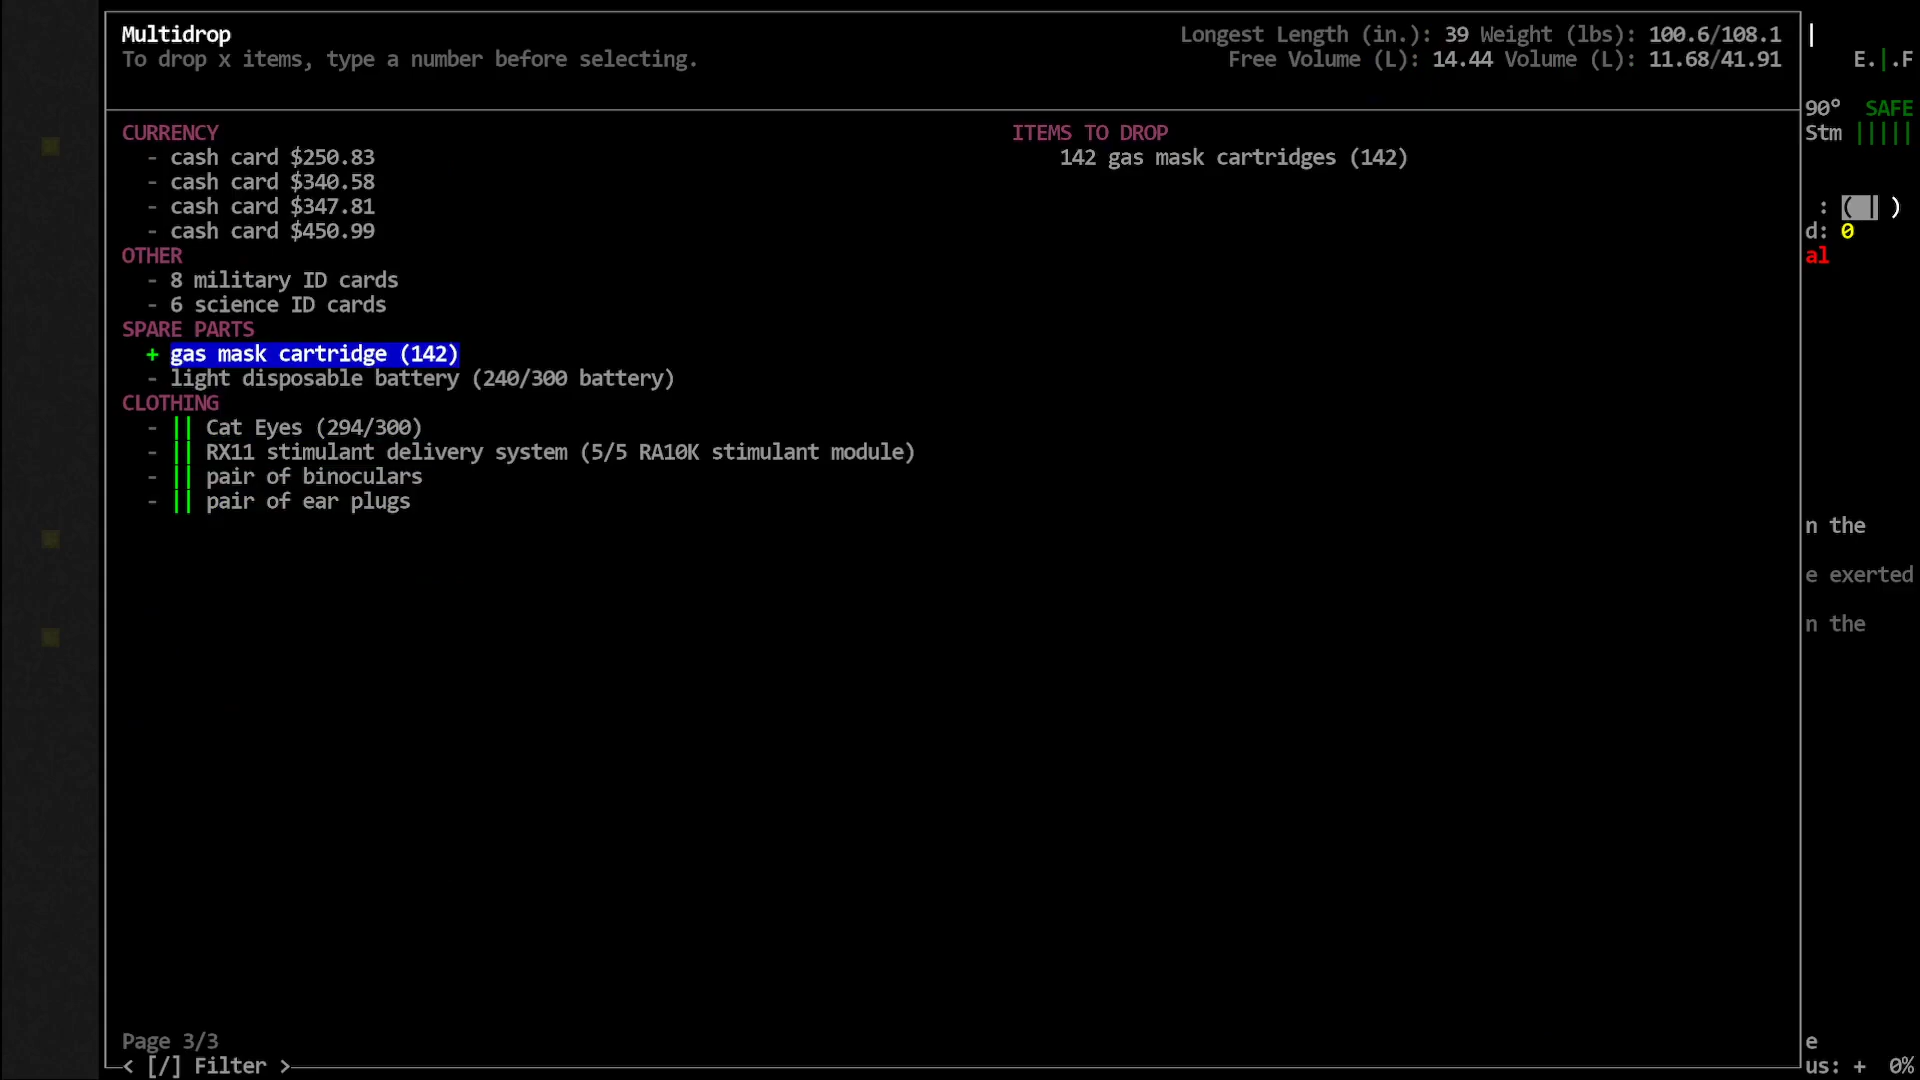 Multidrop
To drop x items, type a number before selecting.
Longest Length (in.): 39 Weight (lbs): 100.6/108.1
Free Volume (L): 14.44 Volume (L): 11.68/41.91
CURRENCY
- cash card $250.83
- cash card $340.58
- cash card $347.81
- cash card $450.99
OTHER
- 8 military ID cards
- 6 science ID cards
SPARE PARTS
+ gas mask cartridge (142)
- light disposable battery (240/300 battery)
CLOTHING
- || Cat Eyes (294/300)
- || RX11 stimulant delivery system (5/5 RA10K stimulant module)
- || pair of binoculars
- || pair of ear plugs
ITEMS TO DROP
142 gas mask cartridges (142)
Page 3/3
< [/] Filter >
|
E.|.F
90° SAFE
Stm |||||
: ( | )
d: 0
al
n the
e exerted
n the
e
us: + 0%